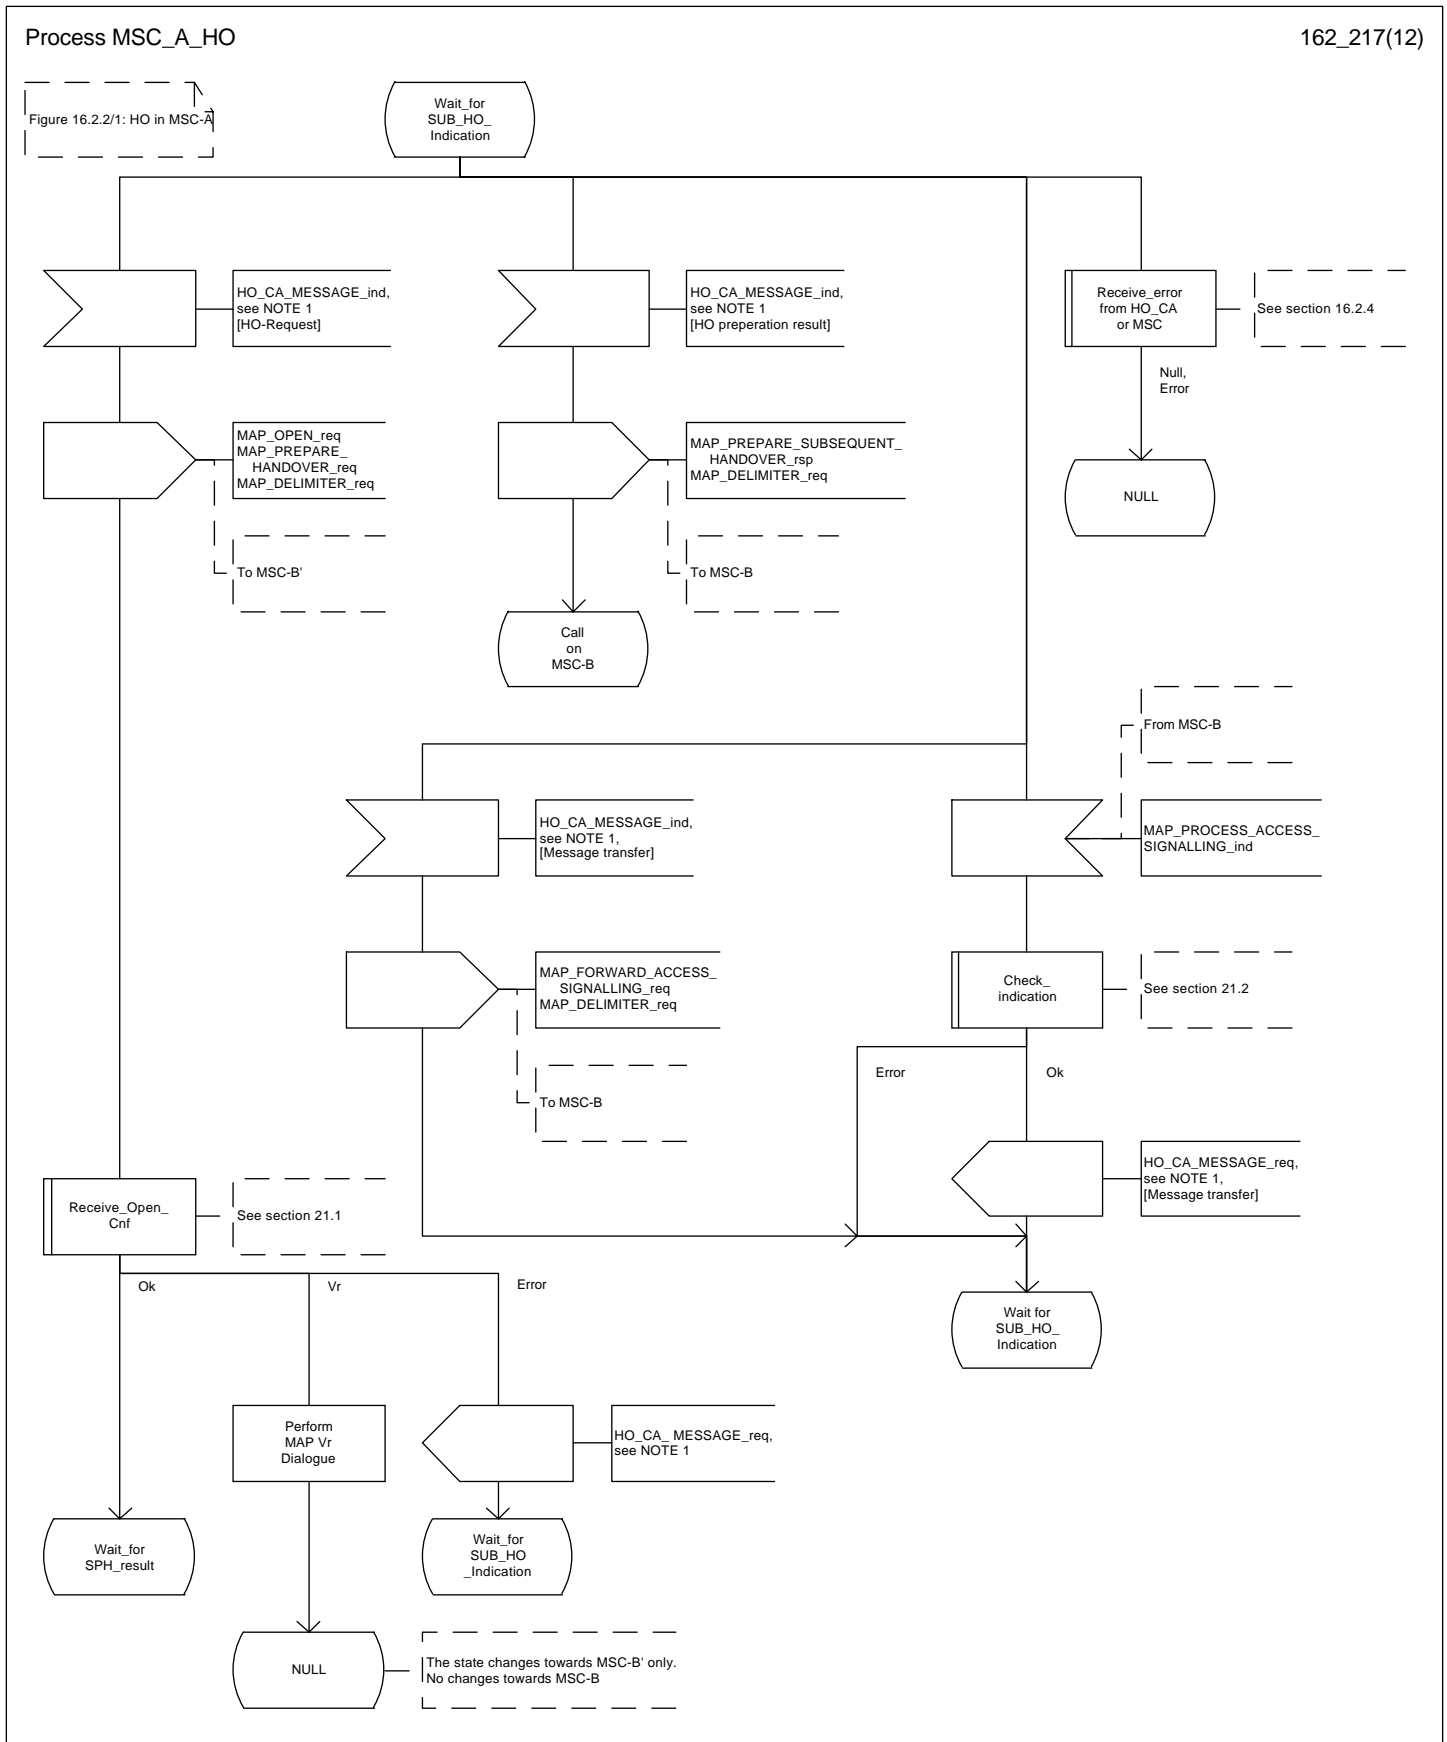 Process MSC_A_HO
162_217(12)
Figure 16.2.2/1: HO in MSC-A
Wait_for
SUB_HO_
Indication
HO_CA_MESSAGE_ind,
see NOTE 1
[HO-Request]
HO_CA_MESSAGE_ind,
see NOTE 1
[HO preperation result]
Receive_error
from HO_CA
or MSC
See section 16.2.4
Null,
Error
MAP_OPEN_req
MAP_PREPARE_
HANDOVER_req
MAP_DELIMITER_req
MAP_PREPARE_SUBSEQUENT_
HANDOVER_rsp
MAP_DELIMITER_req
NULL
To MSC-B'
To MSC-B
Call
on
MSC-B
From MSC-B
HO_CA_MESSAGE_ind,
see NOTE 1,
[Message transfer]
MAP_PROCESS_ACCESS_
SIGNALLING_ind
MAP_FORWARD_ACCESS_
SIGNALLING_req
MAP_DELIMITER_req
Check_
indication
See section 21.2
Error
Ok
To MSC-B
HO_CA_MESSAGE_req,
see NOTE 1,
[Message transfer]
Receive_Open_
Cnf
See section 21.1
Ok
Vr
Error
Wait for
SUB_HO_
Indication
Perform
MAP Vr
Dialogue
HO_CA_ MESSAGE_req,
see NOTE 1
Wait_for
SPH_result
Wait_for
SUB_HO
_Indication
NULL
The state changes towards MSC-B' only.
No changes towards MSC-B